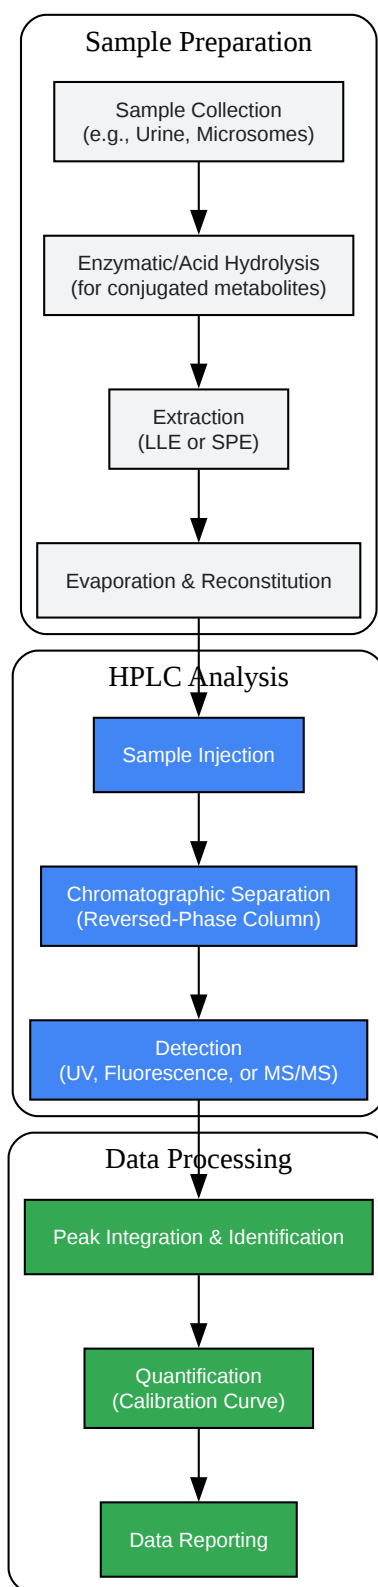 Sample Preparation
Sample Collection
(e.g., Urine, Microsomes)
Enzymatic/Acid Hydrolysis
(for conjugated metabolites)
Extraction
(LLE or SPE)
Evaporation & Reconstitution
HPLC Analysis
Sample Injection
Chromatographic Separation
(Reversed-Phase Column)
Detection
(UV, Fluorescence, or MS/MS)
Data Processing
Peak Integration & Identification
Quantification
(Calibration Curve)
Data Reporting